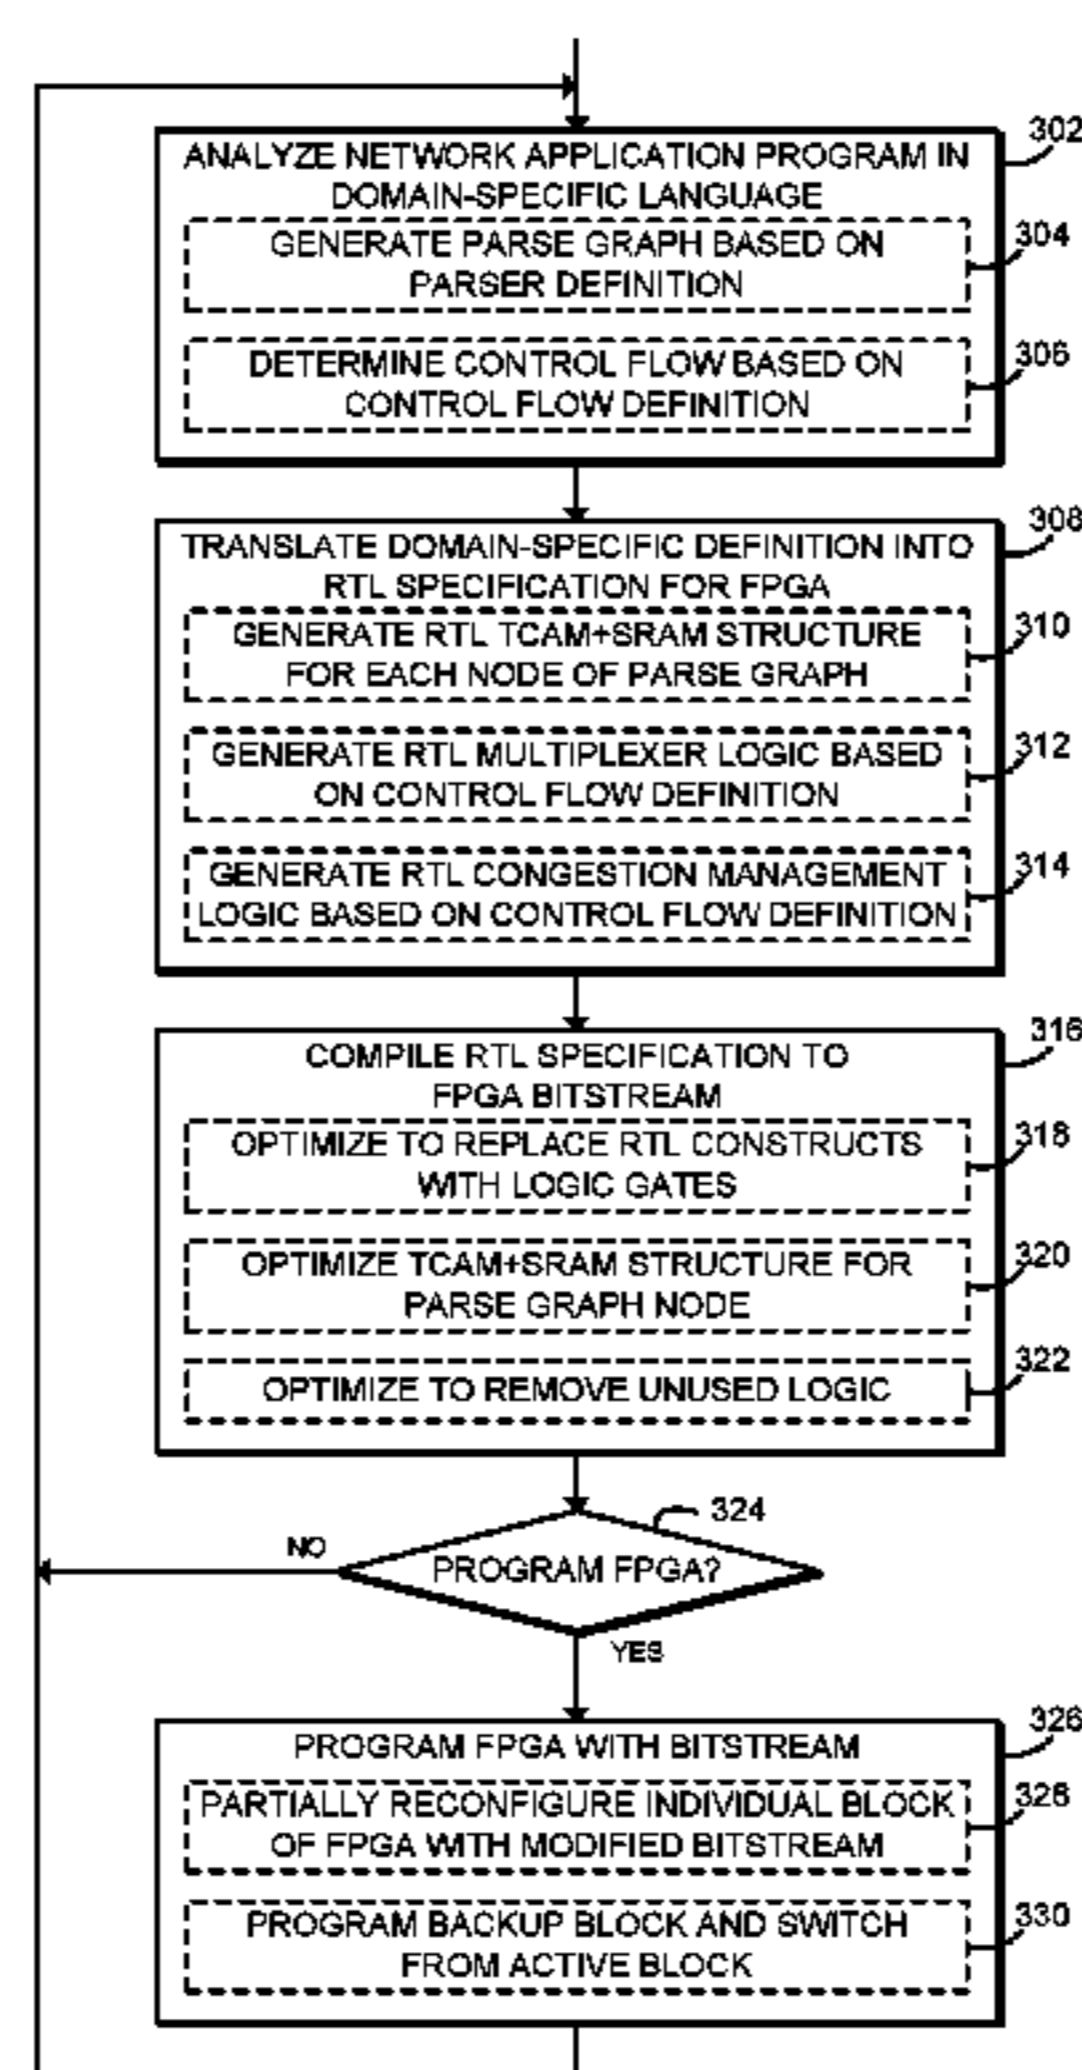 302
ANALYZE NETWORK APPLICATION PROGRAM IN
DOMAIN-SPECIFIC LANGUAGE
304
GENERATE PARSE GRAPH BASED ON
PARSER DEFINITION
306
DETERMINE CONTROL FLOW BASED ON
CONTROL FLOW DEFINITION
308
TRANSLATE DOMAIN-SPECIFIC DEFINITION INTO
RTL SPECIFICATION FOR FPGA
310
GENERATE RTL TCAM+SRAM STRUCTURE
FOR EACH NODE OF PARSE GRAPH
312
GENERATE RTL MULTIPLEXER LOGIC BASED
ON CONTROL FLOW DEFINITION
314
GENERATE RTL CONGESTION MANAGEMENT
LOGIC BASED ON CONTROL FLOW DEFINITION
316
COMPILE RTL SPECIFICATION TO
FPGA BITSTREAM
318
OPTIMIZE TO REPLACE RTL CONSTRUCTS
WITH LOGIC GATES
320
OPTIMIZE TCAM+SRAM STRUCTURE FOR
PARSE GRAPH NODE
322
OPTIMIZE TO REMOVE UNUSED LOGIC
324
NO
PROGRAM FPGA?
YES
326
PROGRAM FPGA WITH BITSTREAM
328
PARTIALLY RECONFIGURE INDIVIDUAL BLOCK
OF FPGA WITH MODIFIED BITSTREAM
330
PROGRAM BACKUP BLOCK AND SWITCH
FROM ACTIVE BLOCK